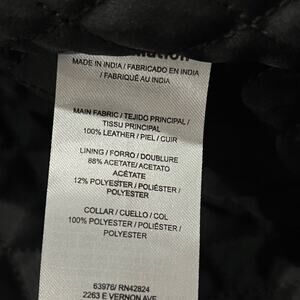 MADE IN INDIA / FABRICADO EN INDIA
/ FABRIQUÉ AU INDIA
MAIN FABRIC / TEJIDO PRINCIPAL /
TISSU PRINCIPAL
100% LEATHER / PIEL / CUIR
LINING / FORRO / DOUBLURE
88% ACETATE/ACETATO
ACÉTATE
12% POLYESTER / POLIÉSTER /
POLYESTER
COLLAR / CUELLO / COL
100% POLYESTER / POLIÉSTER /
POLYESTER
63976/ RN42824
2263 E VERNON AVE